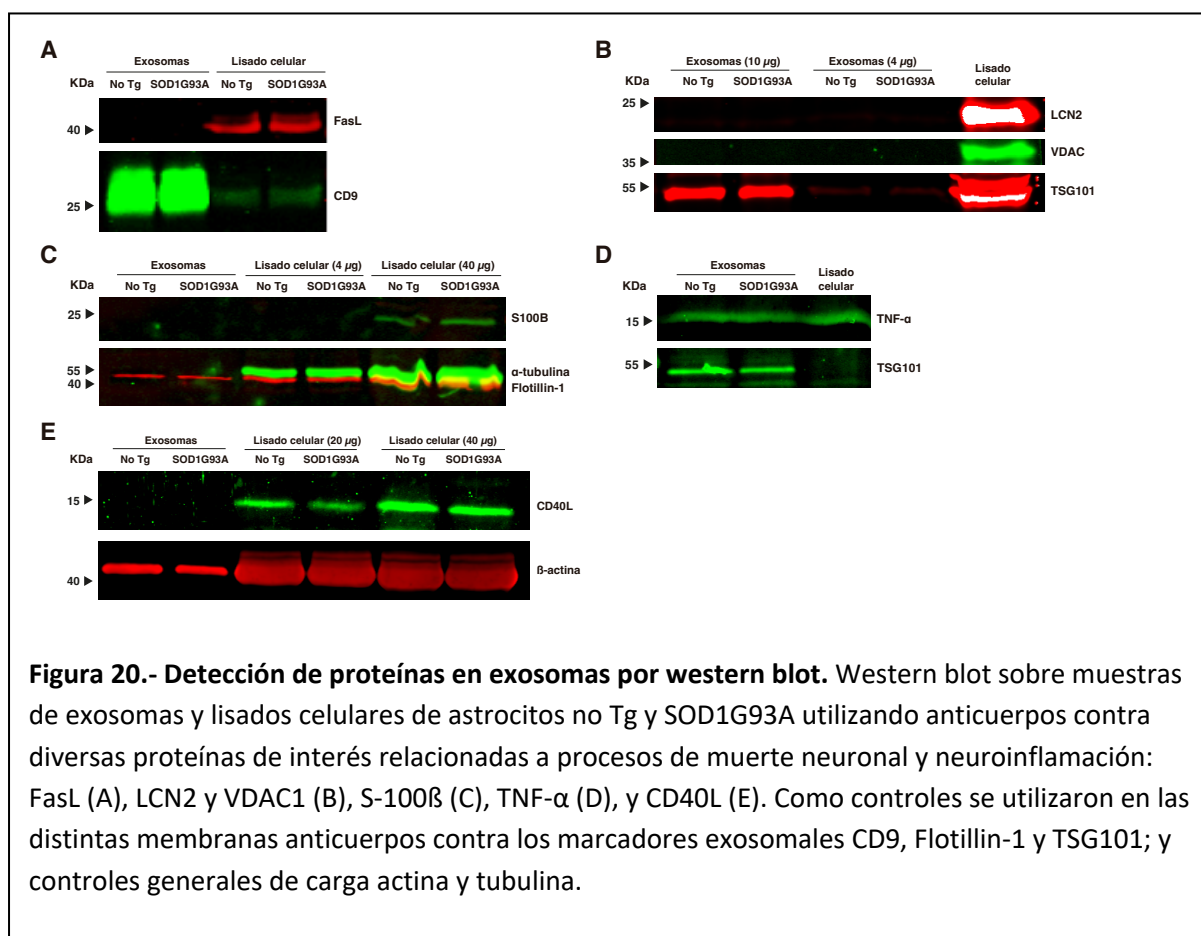 A
Exosomas Lisado celular
KDa No Tg SOD1G93A No Tg SOD1G93A
FasL
40 ▶
CD9
25 ▶
B
Exosomas (10 µg) Exosomas (4 µg) Lisado
celular
KDa No Tg SOD1G93A No Tg SOD1G93A
25 ▶
LCN2
VDAC
35 ▶
55 ▶
TSG101
C
Exosomas Lisado celular (4 µg) Lisado celular (40 µg)
KDa No Tg SOD1G93A No Tg SOD1G93A No Tg SOD1G93A
25 ▶
S100B
55 ▶ α-tubulina
40 ▶ Flotillin-1
D
Exosomas Lisado
celular
KDa No Tg SOD1G93A
15 ▶ TNF-α
55 ▶ TSG101
E
Exosomas Lisado celular (20 µg) Lisado celular (40 µg)
KDa No Tg SOD1G93A No Tg SOD1G93A No Tg SOD1G93A
15 ▶ CD40L
ß-actina
40 ▶
Figura 20.- Detección de proteínas en exosomas por western blot. Western blot sobre muestras
de exosomas y lisados celulares de astrocitos no Tg y SOD1G93A utilizando anticuerpos contra
diversas proteínas de interés relacionadas a procesos de muerte neuronal y neuroinflamación:
FasL (A), LCN2 y VDAC1 (B), S-100ß (C), TNF-α (D), y CD40L (E). Como controles se utilizaron en las
distintas membranas anticuerpos contra los marcadores exosomales CD9, Flotillin-1 y TSG101; y
controles generales de carga actina y tubulina.